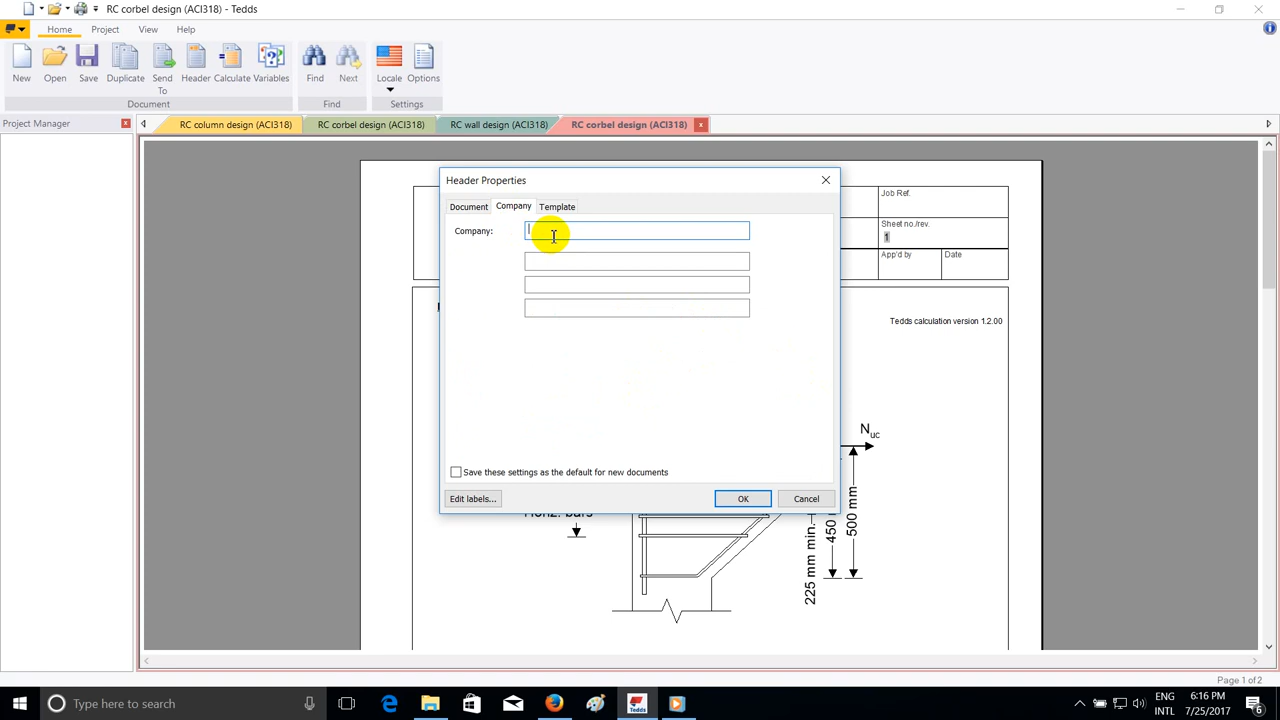 RC corbel design (ACI318) - Tedds
Home Project View Help
New Open Save Duplicate Send To Header Calculate Variables Find Next Locale Options
Document Find Settings
Project Manager x RC column design (ACI318) RC corbel design (ACI318) RC wall design (ACI318) RC corbel design (ACI318) x
Header Properties
Document Company Template
Company:
Save these settings as the default for new documents
Edit labels... OK Cancel
Job Ref.
Sheet no./rev.
1
App'd by Date
Tedds calculation version 1.2.00
Nuc
Horiz. bars
225 mm min.
450
500 mm
Page 1 of 2
Type here to search
Tedds
ENG
INTL
6:16 PM
7/25/2017
6